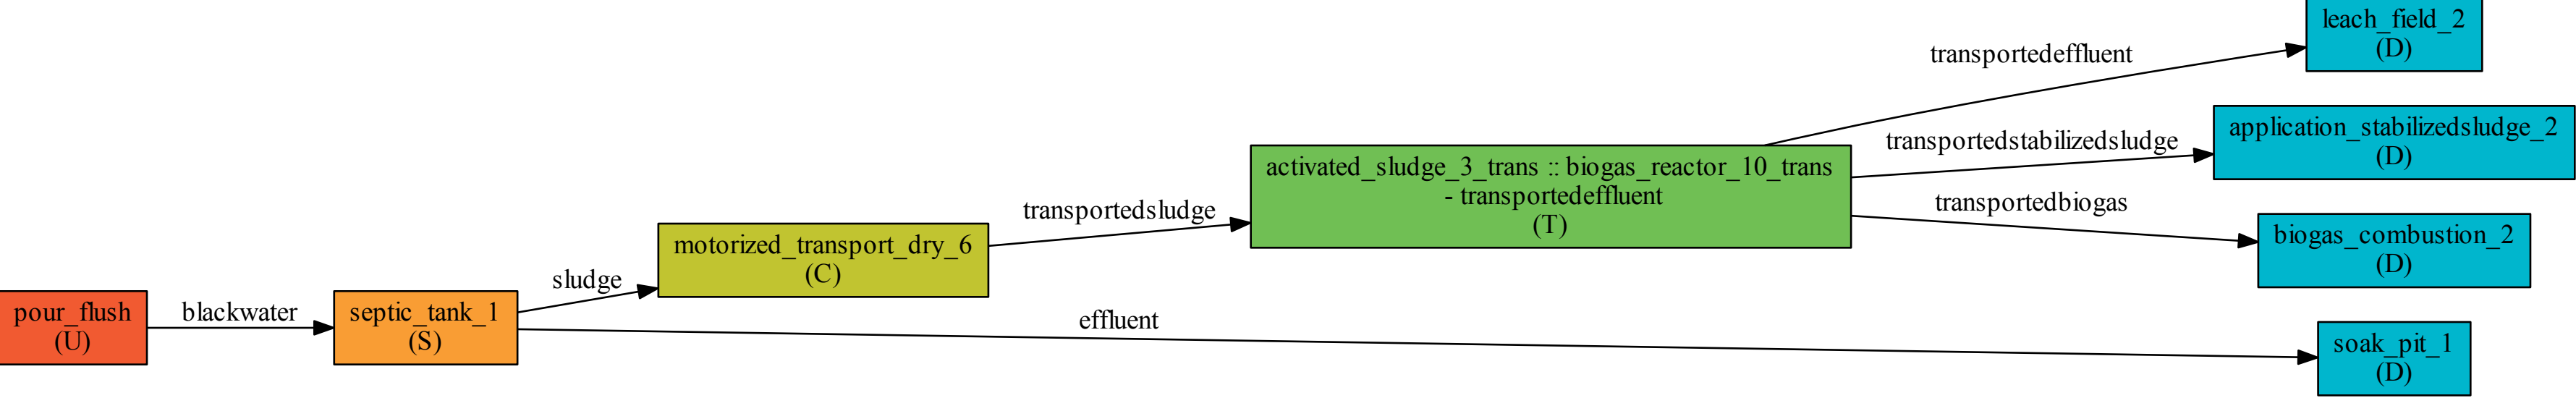 pour_flush
(U)
blackwater
septic_tank_1
(S)
sludge
motorized_transport_dry_6
(C)
effluent
transportedsludge
activated_sludge_3_trans :: biogas_reactor_10_trans
- transportedeffluent
(T)
transportedeffluent
transportedstabilizedsludge
transportedbiogas
leach_field_2
(D)
application_stabilizedsludge_2
(D)
biogas_combustion_2
(D)
soak_pit_1
(D)